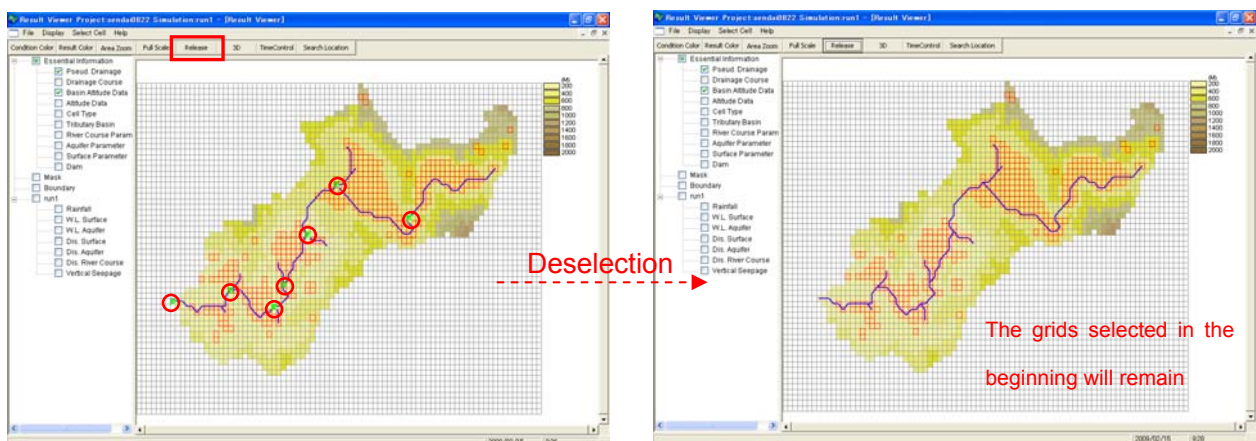 Result Viewer Project:sendai0822 Simulation:run1 - [Result Viewer]
File Display Select Cell Help
Condition Color Result Color Area Zoom Full Scale Release 3D TimeControl Search Location
Essential Information
Pseud. Drainage
Drainage Course
Basin Altitude Data
Altitude Data
Cell Type
Tributary Basin
River Course Param
Aquifer Parameter
Surface Parameter
Dam
Mask
Boundary
run1
Rainfall
W.L. Surface
W.L. Aquifer
Dis. Surface
Dis. Aquifer
Dis. River Course
Vertical Seepage
(M)
200
400
600
800
1000
1200
1400
1600
1800
2000
Deselection
Result Viewer Project:sendai0822 Simulation:run1 - [Result Viewer]
File Display Select Cell Help
Condition Color Result Color Area Zoom Full Scale Release 3D TimeControl Search Location
Essential Information
Pseud. Drainage
Drainage Course
Basin Altitude Data
Altitude Data
Cell Type
Tributary Basin
River Course Param
Aquifer Parameter
Surface Parameter
Dam
Mask
Boundary
run1
Rainfall
W.L. Surface
W.L. Aquifer
Dis. Surface
Dis. Aquifer
Dis. River Course
Vertical Seepage
(M)
200
400
600
800
1000
1200
1400
1600
1800
2000
The grids selected in the
beginning will remain
2009/02/15 9:28